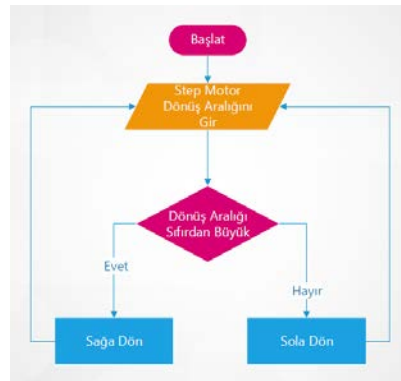 Başlat
Step Motor
Dönüş Aralığını
Gir
Dönüş Aralığı
Sıfırdan Büyük
Evet
Hayır
Sağa Dön
Sola Dön